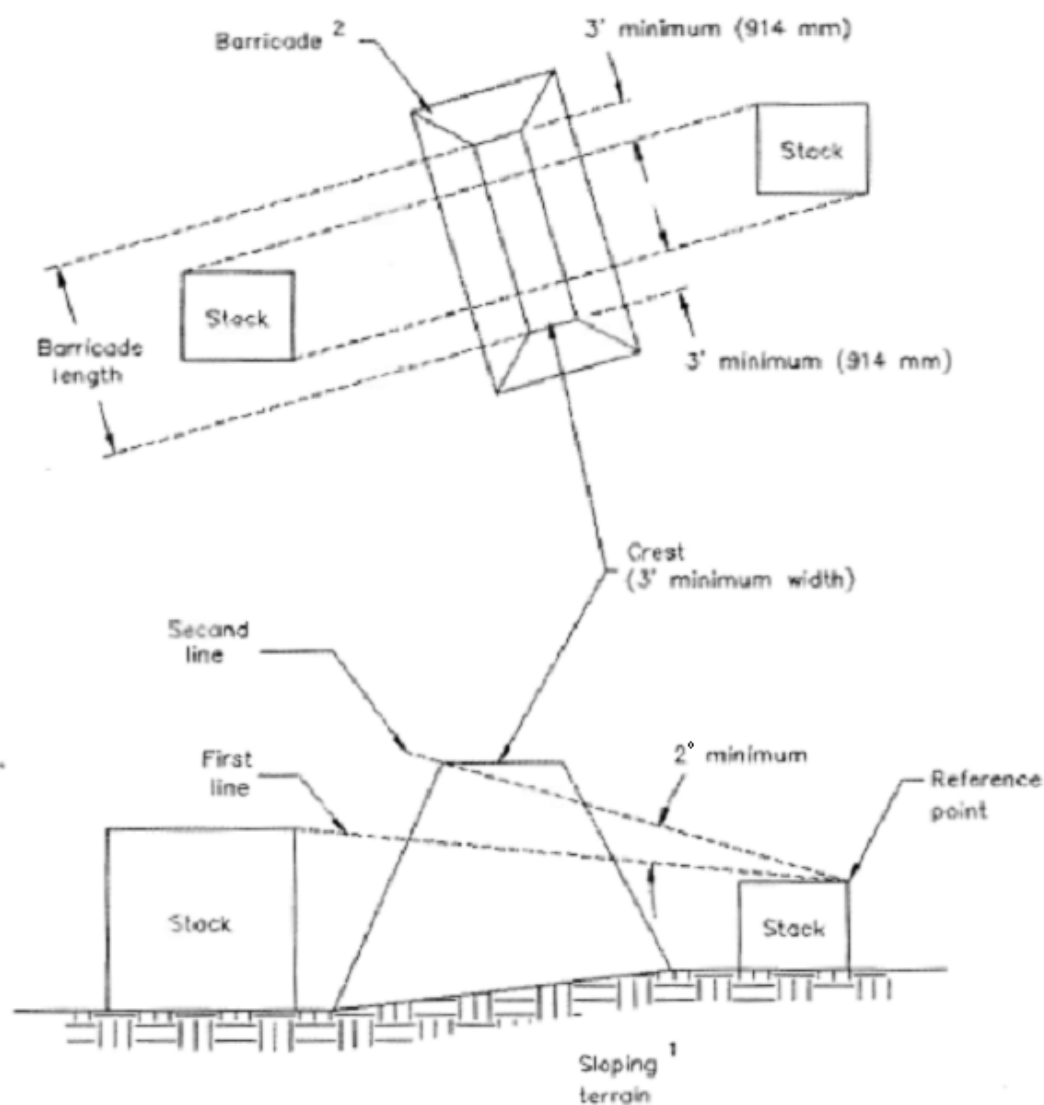 Barricade 2
3' minimum (914 mm)
Stack
Stack
Barricade
length
3' minimum (914 mm)
Crest
(3' minimum width)
Second
line
First
line
2° minimum
Reference
point
Stack
Stack
Sloping 1
terrain